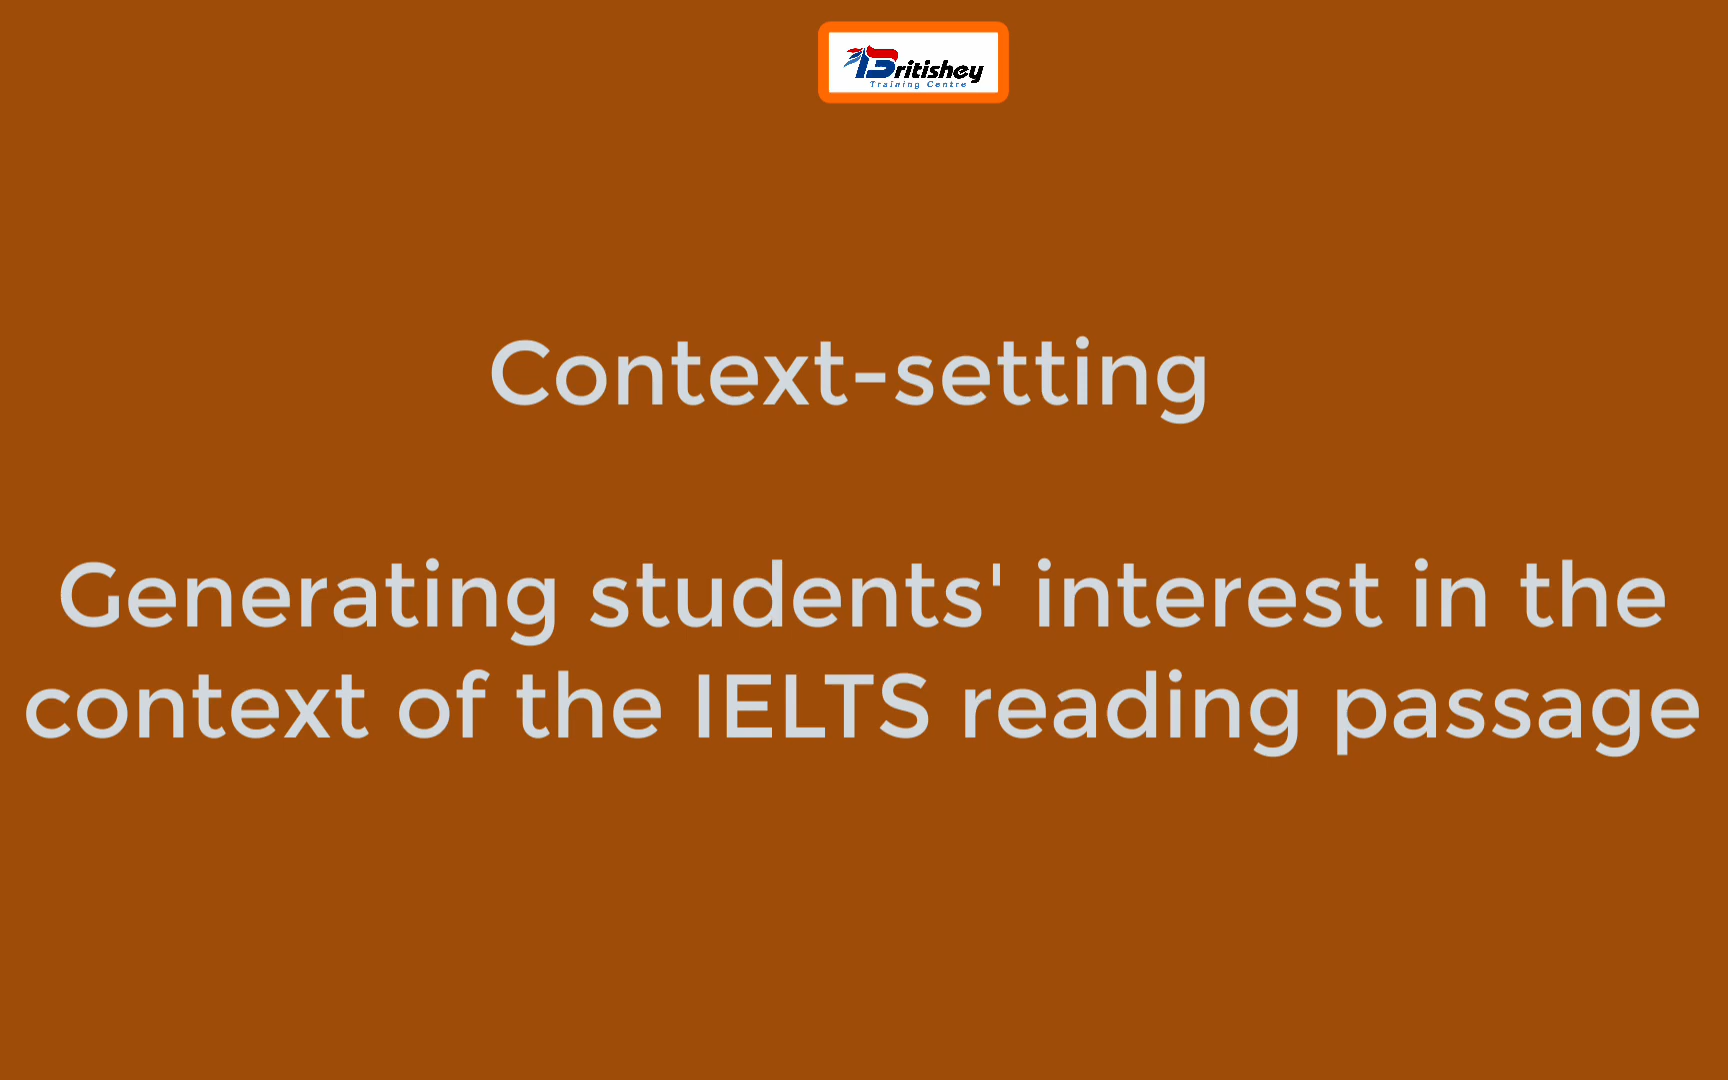 Britishey
Training Centre
Context-setting
Generating students' interest in the
context of the IELTS reading passage